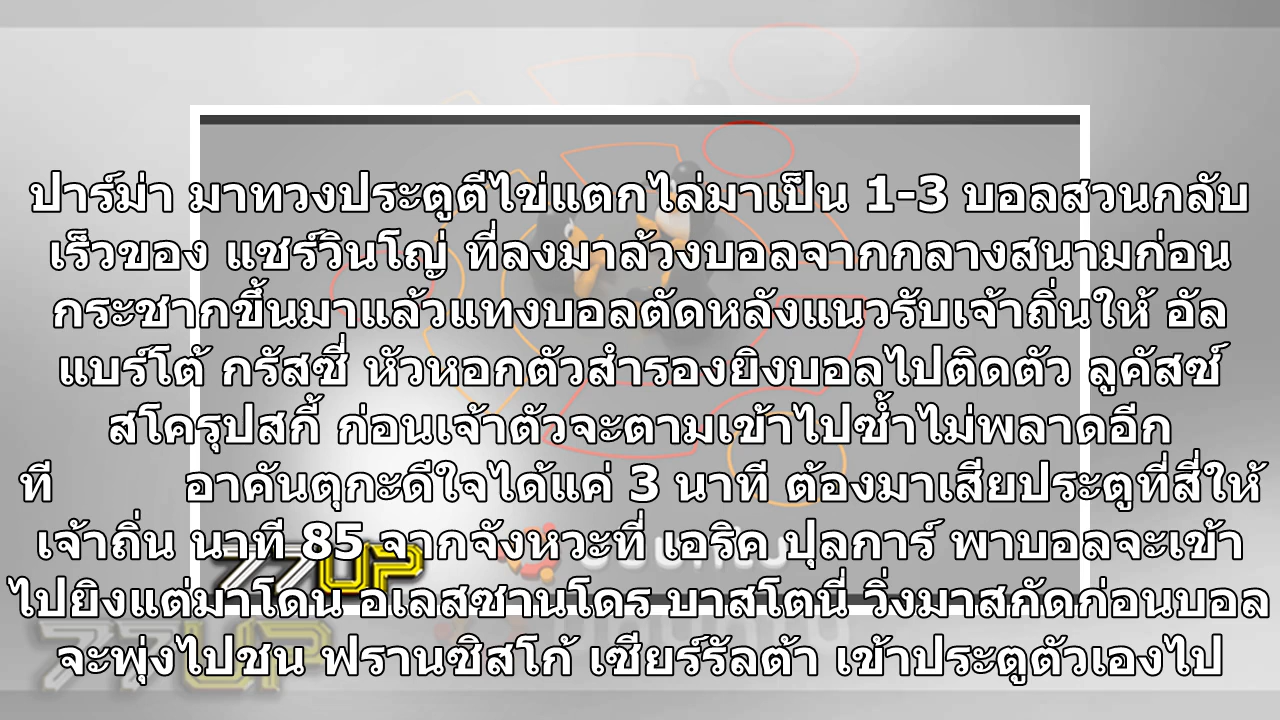 ปาร์ม่า มาทวงประตูตีไข่แตกไล่มาเป็น 1-3 บอลสวนกลับ
เร็วของ แชร์วินโญ่ ที่ลงมาล้วงบอลจากกลางสนามก่อน
กระชากขึ้นมาแล้วแทงบอลตัดหลังแนวรับเจ้าถิ่นให้ อัล
แบร์โต้ กรัสซี่ หัวหอกตัวสำรองยิงบอลไปติดตัว ลูคัสซ์
สโครุปสกี้ ก่อนเจ้าตัวจะตามเข้าไปซ้ำไม่พลาดอีก
ที อาคันตุกะดีใจได้แค่ 3 นาที ต้องมาเสียประตูที่สี่ให้
เจ้าถิ่น นาที 85 จากจังหวะที่ เอริค ปุลการ์ พาบอลจะเข้า
ไปยิงแต่มาโดน อเลสซานโดร บาสโตนี่ วิ่งมาสกัดก่อนบอล
จะพุ่งไปชน ฟรานซิสโก้ เซียร์รัลต้า เข้าประตูตัวเองไป
77UP
77UP